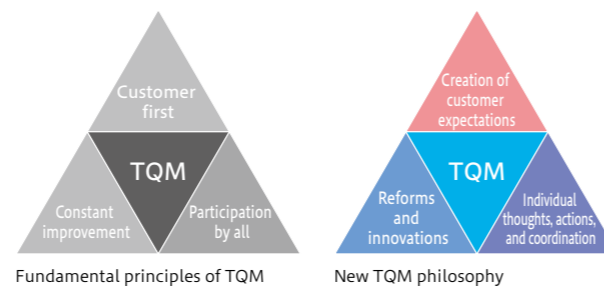 Customer
first
TQM
Constant
improvement
Participation
by all
Fundamental principles of TQM
Creation of
customer
expectations
TQM
Reforms
and
innovations
Individual
thoughts, actions,
and coordination
New TQM philosophy